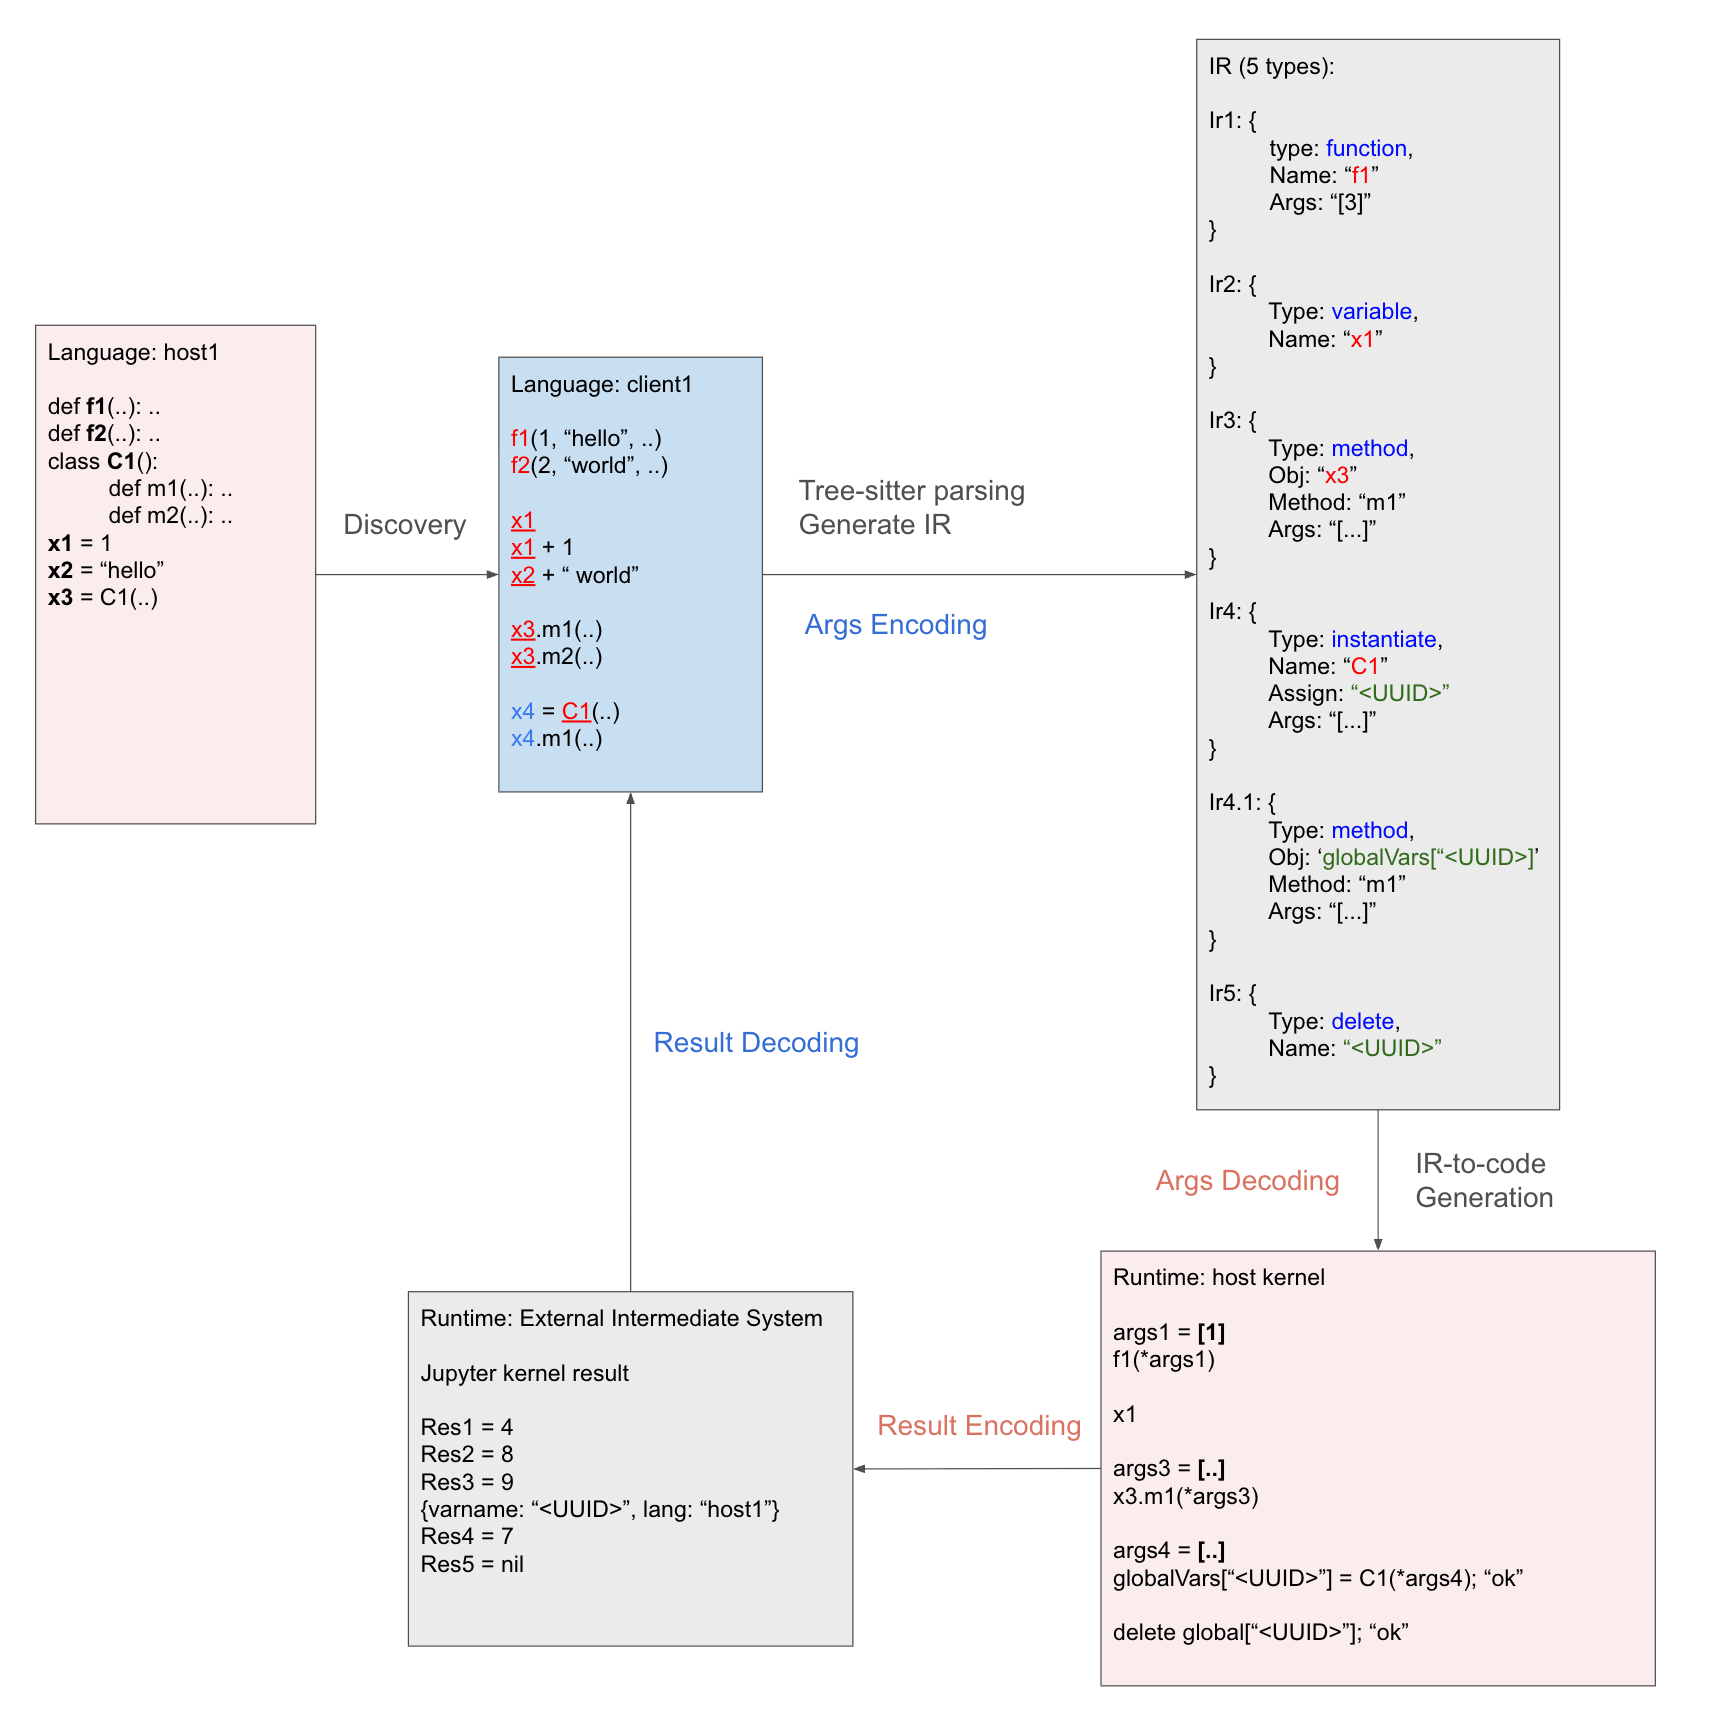 Language: host1
def f1(..): ..
def f2(..): ..
class C1():
def m1(..): ..
def m2(..): ..
x1 = 1
x2 = “hello”
x3 = C1(..)
Discovery
Language: client1
f1(1, “hello”, ..)
f2(2, “world”, ..)
x1
x1 + 1
x2 + “ world”
x3.m1(..)
x3.m2(..)
x4 = C1(..)
x4.m1(..)
Tree-sitter parsing
Generate IR
Args Encoding
IR (5 types):
Ir1: {
type: function,
Name: “f1”
Args: “[3]”
}
Ir2: {
Type: variable,
Name: “x1”
}
Ir3: {
Type: method,
Obj: “x3”
Method: “m1”
Args: “[...]”
}
Ir4: {
Type: instantiate,
Name: “C1”
Assign: “<UUID>”
Args: “[...]”
}
Ir4.1: {
Type: method,
Obj: ‘globalVars[“<UUID>]’
Method: “m1”
Args: “[...]”
}
Ir5: {
Type: delete,
Name: “<UUID>”
}
Args Decoding
IR-to-code
Generation
Runtime: host kernel
args1 = [1]
f1(*args1)
x1
args3 = [..]
x3.m1(*args3)
args4 = [..]
globalVars[“<UUID>”] = C1(*args4); “ok”
delete global[“<UUID>”]; “ok”
Result Encoding
Runtime: External Intermediate System
Jupyter kernel result
Res1 = 4
Res2 = 8
Res3 = 9
{varname: “<UUID>”, lang: “host1”}
Res4 = 7
Res5 = nil
Result Decoding